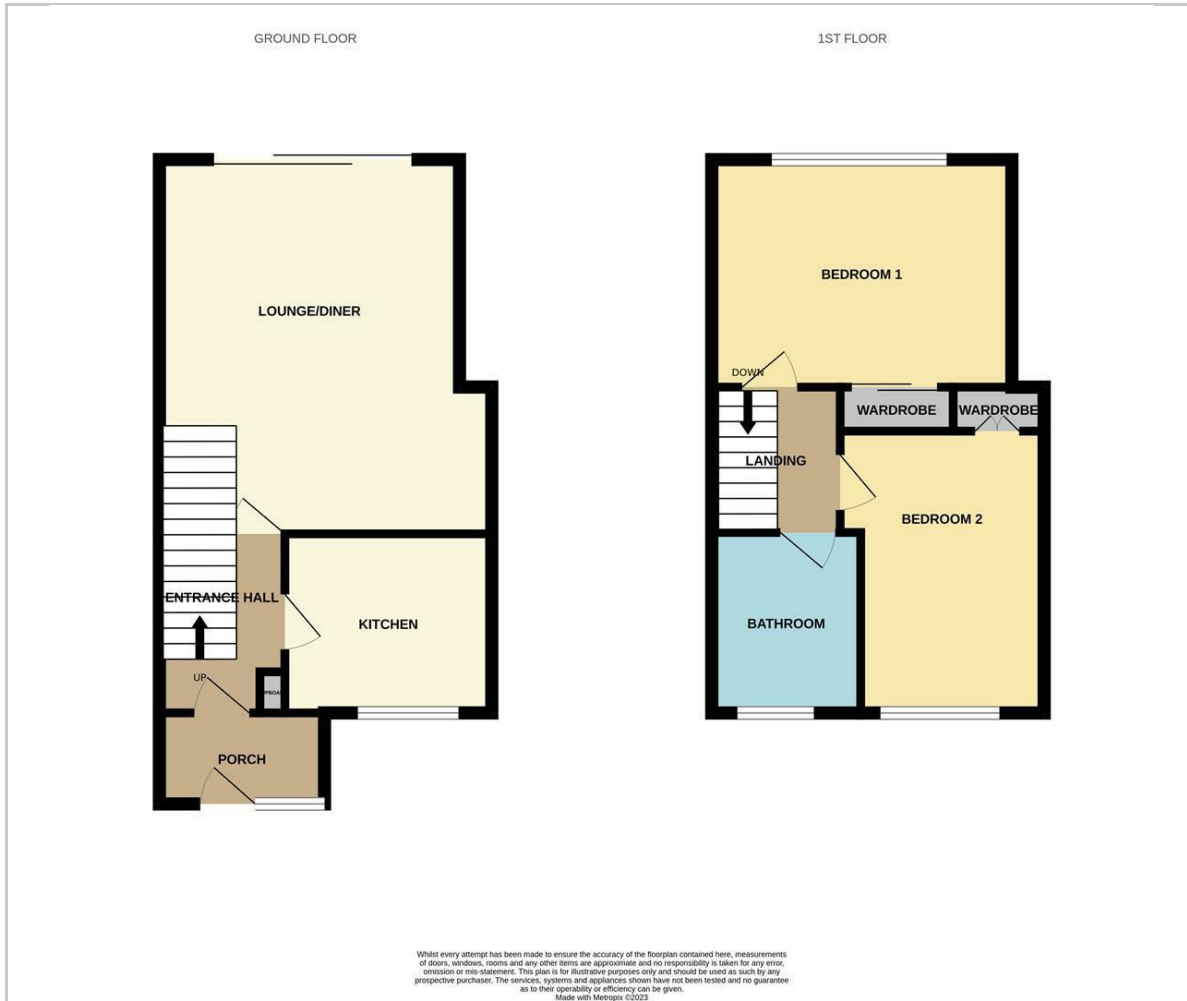 GROUND FLOOR
1ST FLOOR
LOUNGE/DINER
ENTRANCE HALL
KITCHEN
UP
PORCH
BEDROOM 1
DOWN
WARDROBE
WARDROBE
LANDING
BEDROOM 2
BATHROOM
Whilst every attempt has been made to ensure the accuracy of the floorplan contained here, measurements
of doors, windows, rooms and any other items are approximate and no responsibility is taken for any error,
omission or mis-statement. This plan is for illustrative purposes only and should be used as such by any
prospective purchaser. The services, systems and appliances shown have not been tested and no guarantee
as to their operability or efficiency can be given.
Made with Metropix ©2023